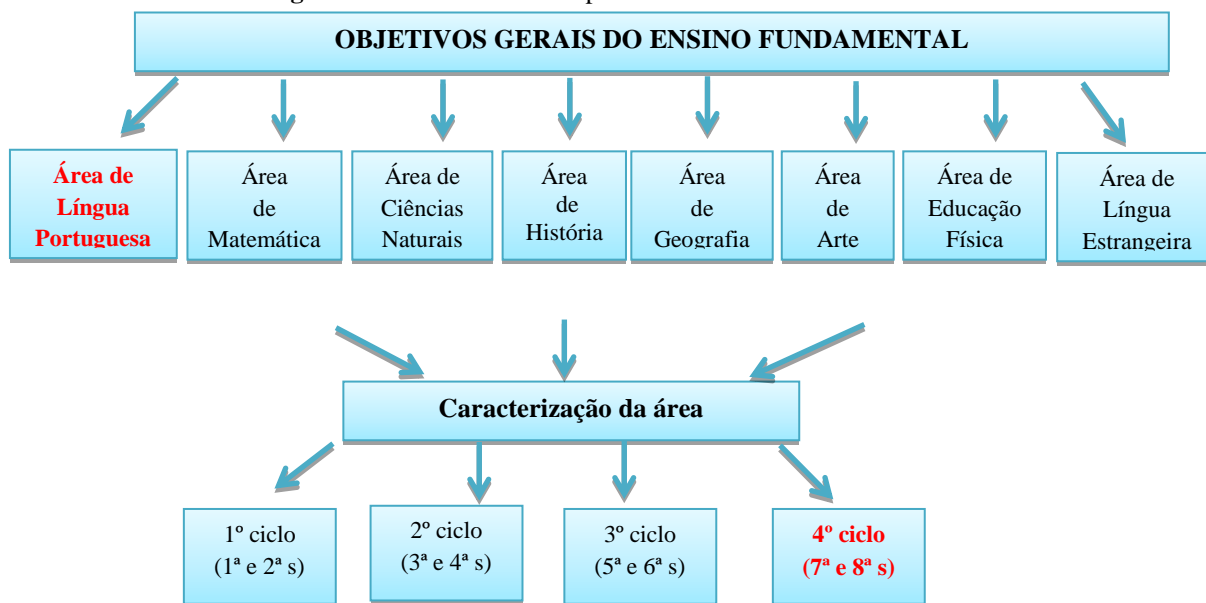 OBJETIVOS GERAIS DO ENSINO FUNDAMENTAL
Área de
Língua
Portuguesa
Área
de
Matemática
Área de
Ciências
Naturais
Área
de
História
Área
de
Geografia
Área
de
Arte
Área de
Educação
Física
Área de
Língua
Estrangeira
Caracterização da área
1º ciclo
(1ª e 2ª s)
2º ciclo
(3ª e 4ª s)
3º ciclo
(5ª e 6ª s)
4º ciclo
(7ª e 8ª s)